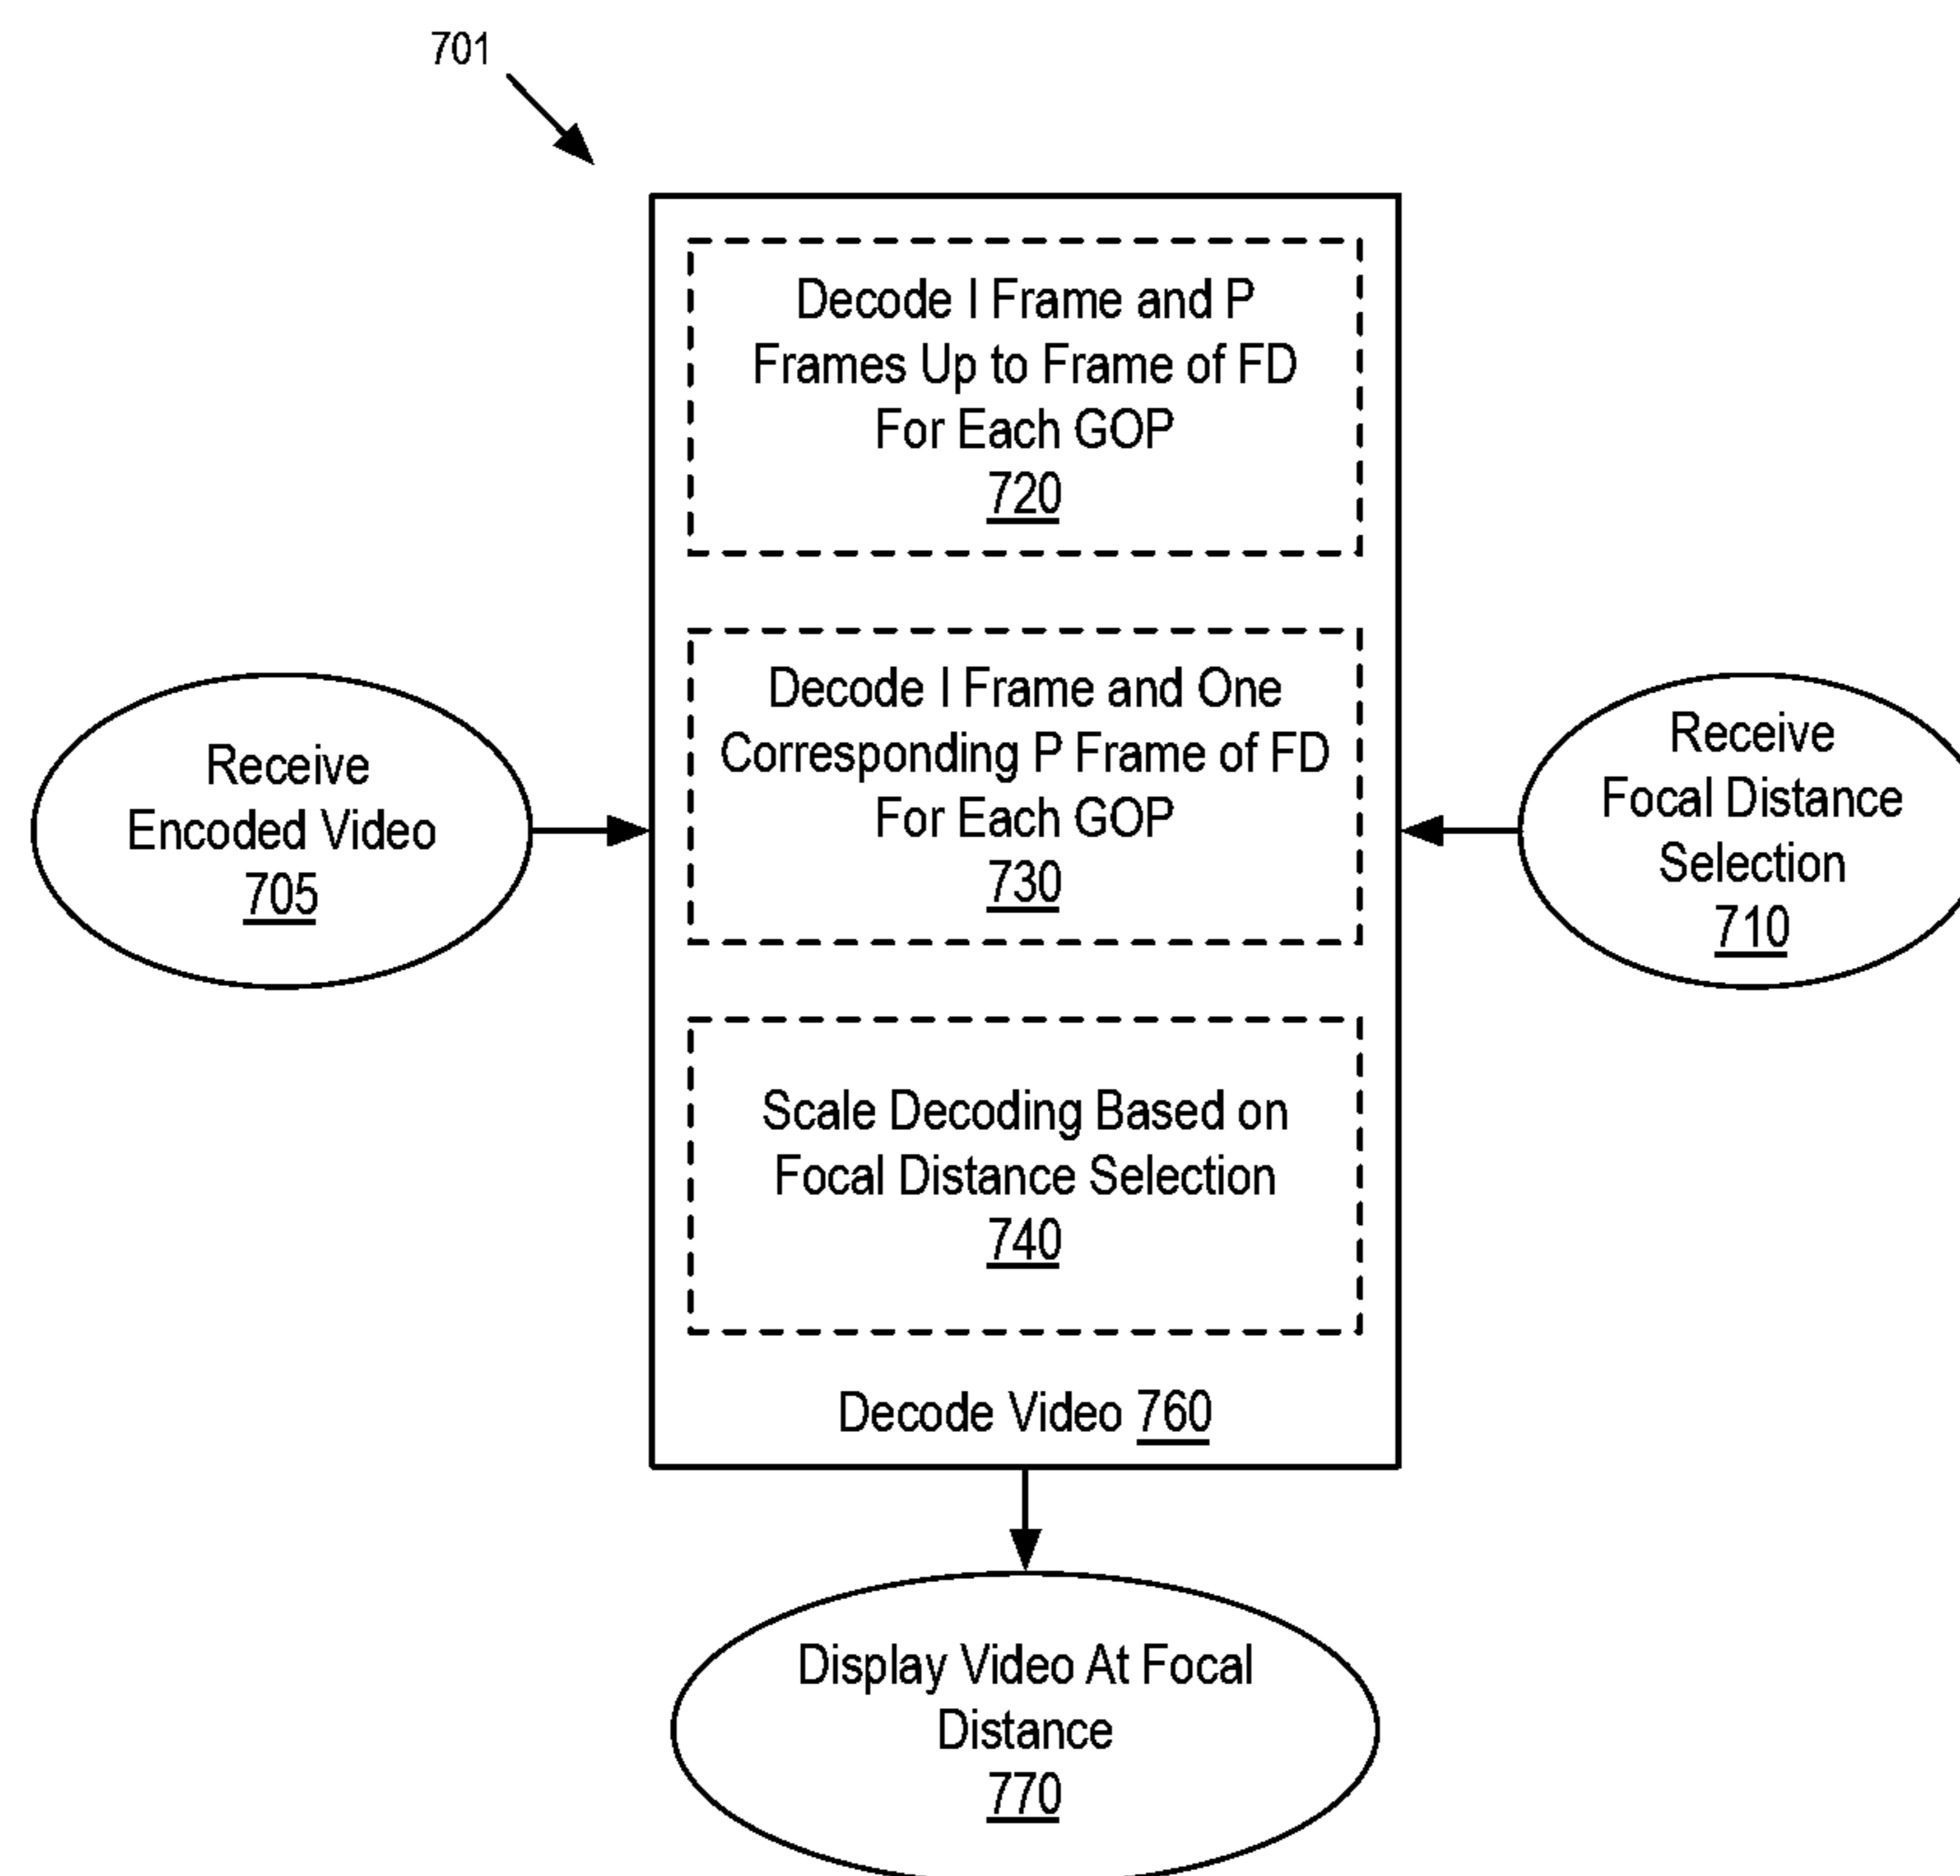 701
Decode I Frame and P
Frames Up to Frame of FD
For Each GOP
720
Decode I Frame and One
Corresponding P Frame of FD
For Each GOP
730
Receive
Encoded Video
705
Receive
Focal Distance
Selection
710
Scale Decoding Based on
Focal Distance Selection
740
Decode Video 760
Display Video At Focal
Distance
770